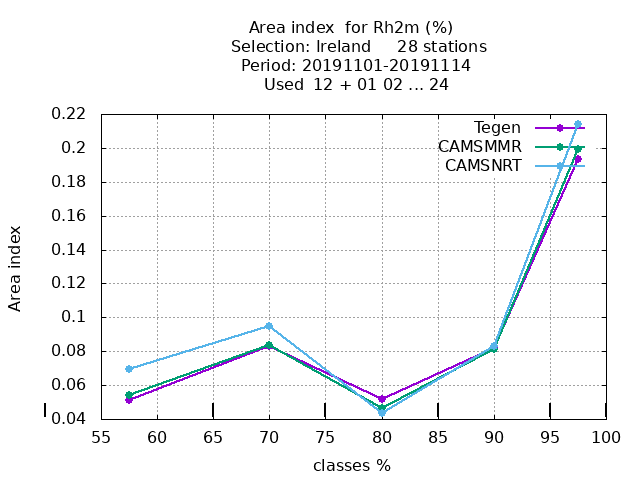 Area index  for Rh2m (%)
Selection: Ireland     28 stations
Period: 20191101-20191114
Used  12 + 01 02 ... 24
Tegen
CAMSMMR
CAMSNRT
0.22
0.2
0.18
0.16
0.14
0.12
0.1
0.08
0.06
0.04
Area index
55 60 65 70 75 80 85 90 95 100
classes %